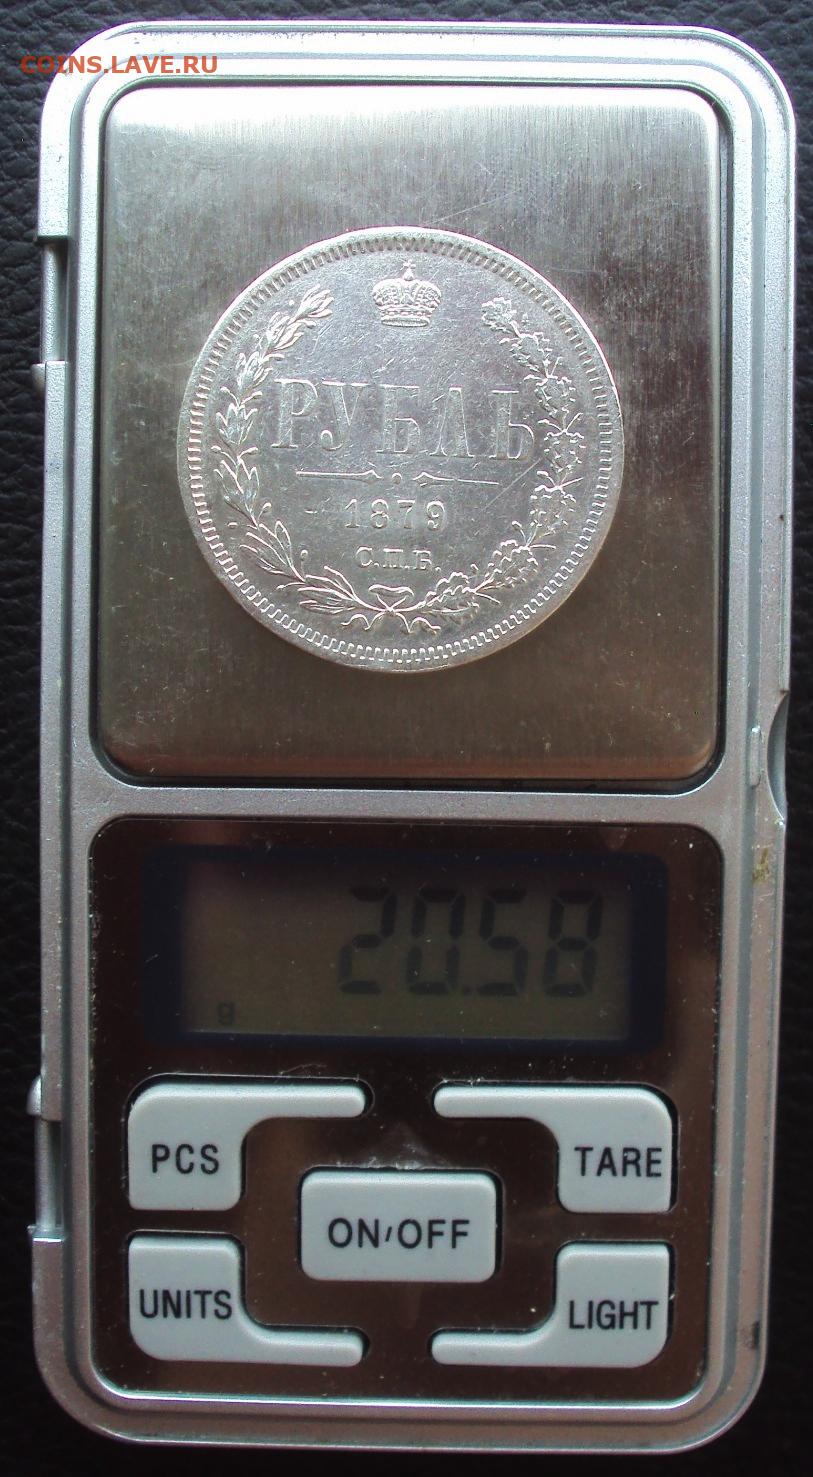 COINS.LAVE.RU
РУБЛЬ
1879
С.П.Б.
20.58
g
PCS
TARE
ON/OFF
UNITS
LIGHT